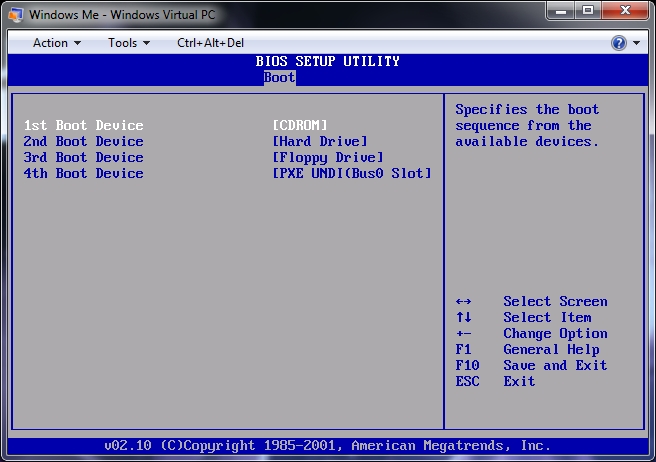 Windows Me - Windows Virtual PC
Action Tools Ctrl+Alt+Del
BIOS SETUP UTILITY
Boot
1st Boot Device [CDROM]
2nd Boot Device [Hard Drive]
3rd Boot Device [Floppy Drive]
4th Boot Device [PXE UNDI(Bus0 Slot]
Specifies the boot
sequence from the
available devices.
↔ Select Screen
↑↓ Select Item
+- Change Option
F1 General Help
F10 Save and Exit
ESC Exit
v02.10 (C)Copyright 1985-2001, American Megatrends, Inc.